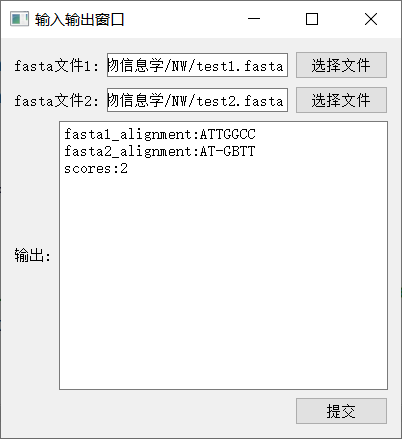 输入输出窗口
fasta文件1: 物信息学/NW/test1.fasta 选择文件
fasta文件2: 物信息学/NW/test2.fasta 选择文件
fasta1_alignment:ATTGGCC
fasta2_alignment:AT-GBTT
scores:2
输出:
提交